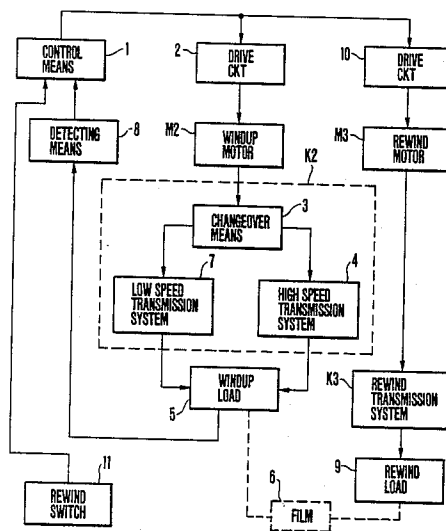 CONTROL MEANS
1
2
DRIVE CKT
10
DRIVE CKT
DETECTING MEANS
8
M2
WINDUP MOTOR
M3
REWIND MOTOR
K2
3
CHANGEOVER MEANS
7
LOW SPEED TRANSMISSION SYSTEM
4
HIGH SPEED TRANSMISSION SYSTEM
WINDUP LOAD
5
K3
REWIND TRANSMISSION SYSTEM
11
REWIND SWITCH
6
FILM
9
REWIND LOAD